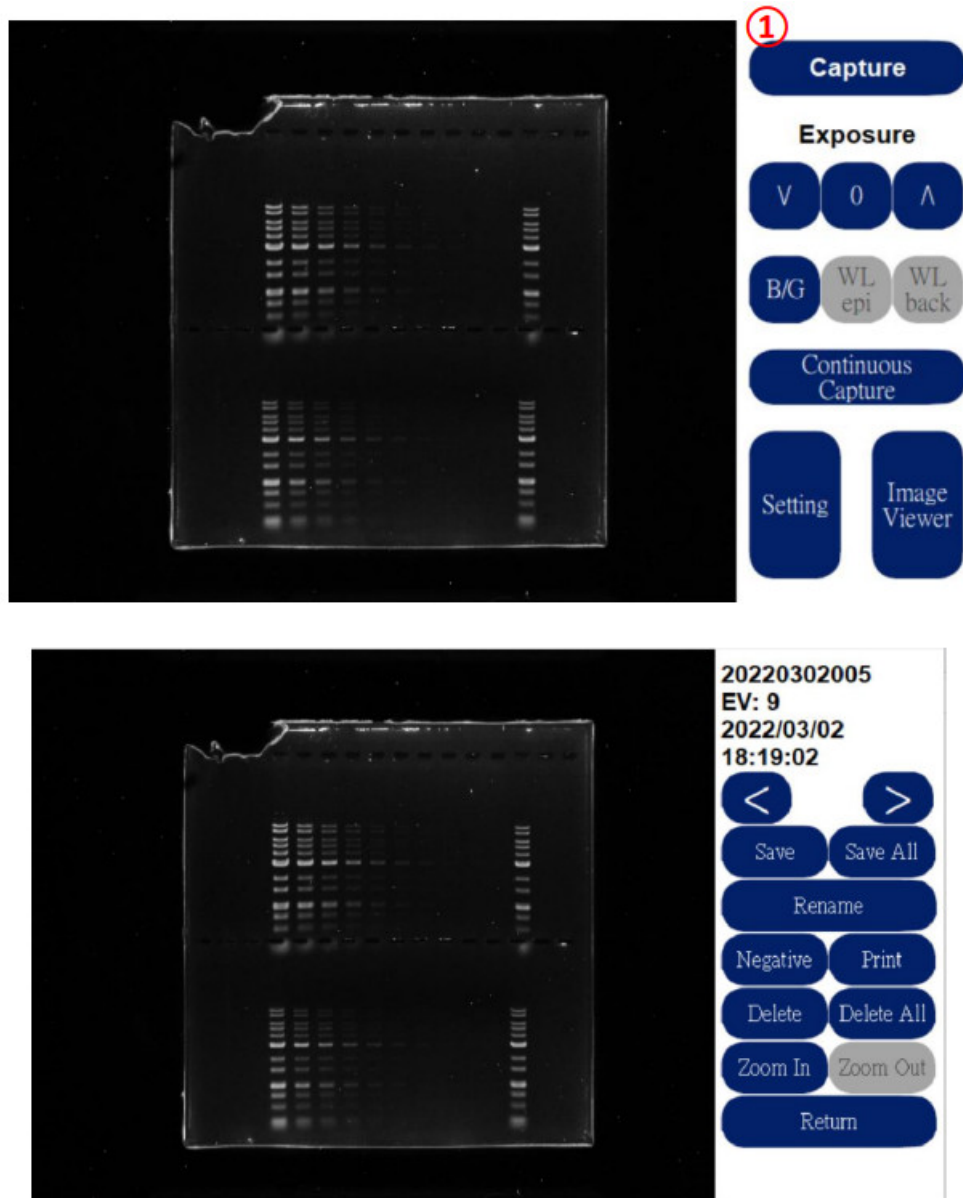 ①
Capture
Exposure
V 0 Λ
B/G
WL
epi
WL
back
Continuous
Capture
Setting
Image
Viewer
20220302005
EV: 9
2022/03/02
18:19:02
< >
Save Save All
Rename
Negative Print
Delete Delete All
Zoom In Zoom Out
Return